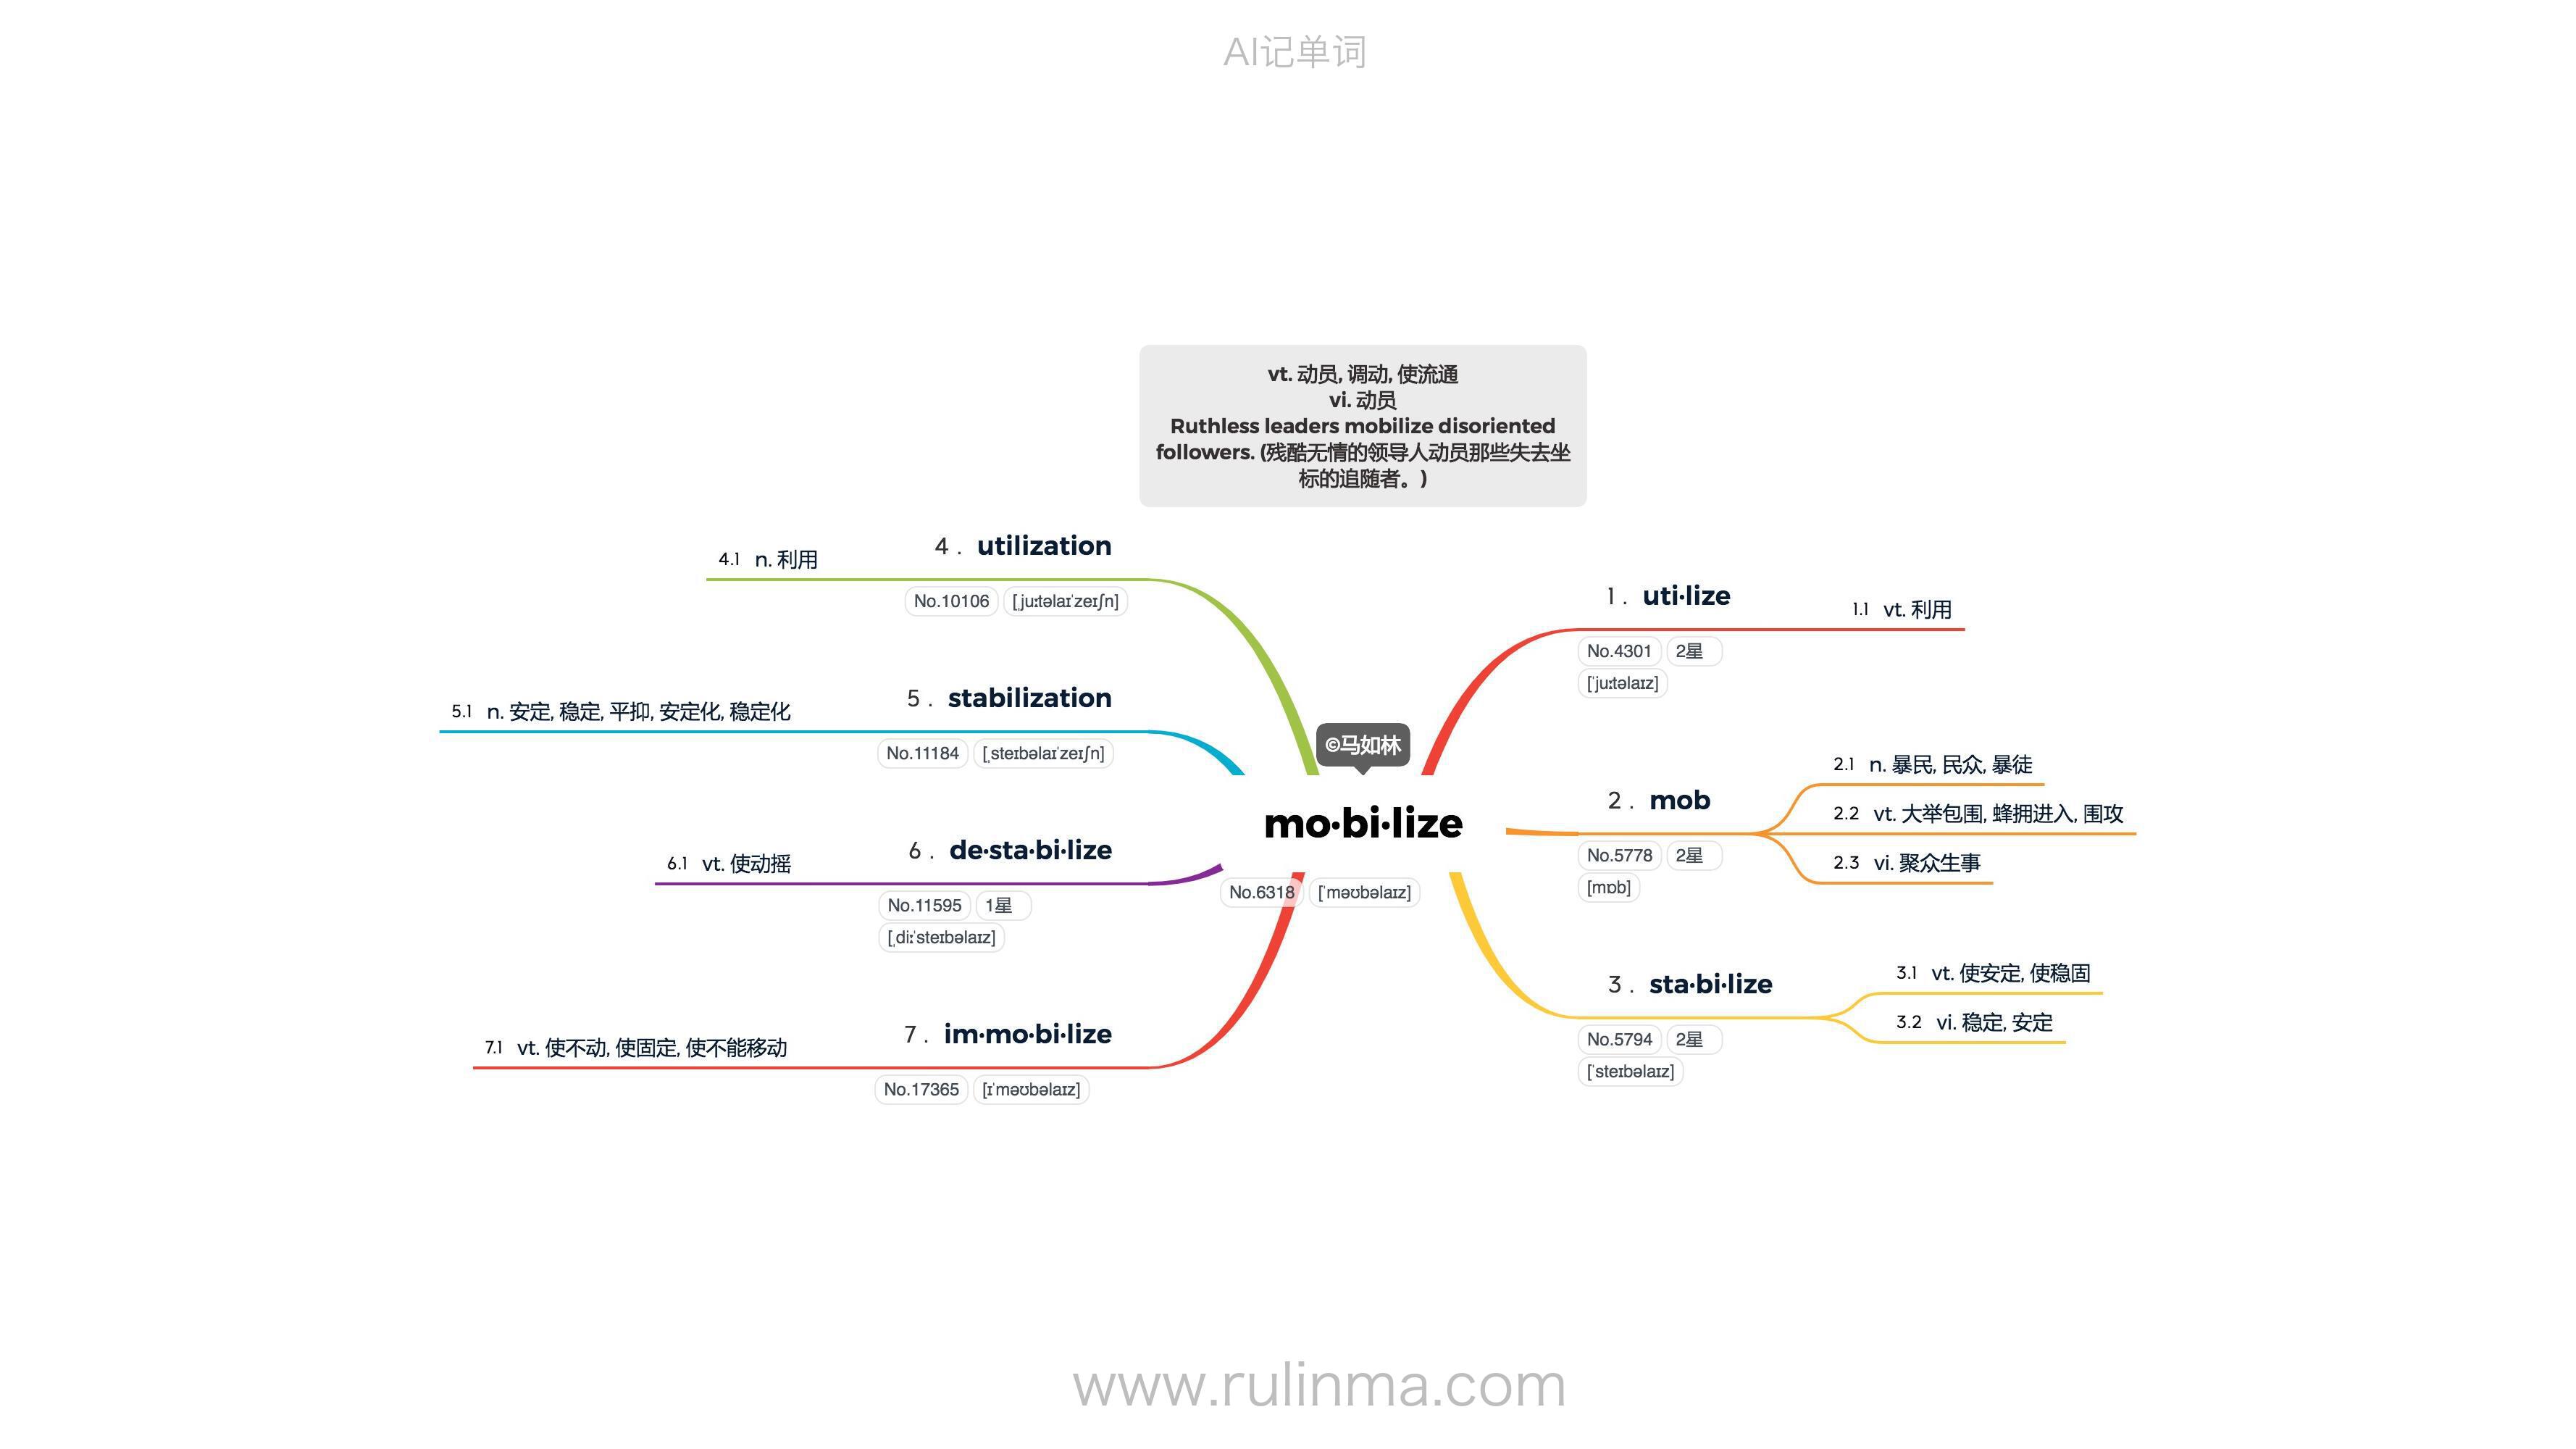 AI记单词
vt. 动员, 调动, 使流通
vi. 动员
Ruthless leaders mobilize disoriented
followers. (残酷无情的领导人动员那些失去坐
标的追随者。)
©马如林
mo·bi·lize
No.6318 [ˈməʊbəlaɪz]
1. uti·lize
No.4301 2星
[ˈjuːtəlaɪz]
1.1 vt. 利用
2. mob
No.5778 2星
[mɒb]
2.1 n. 暴民, 民众, 暴徒
2.2 vt. 大举包围, 蜂拥进入, 围攻
2.3 vi. 聚众生事
3. sta·bi·lize
No.5794 2星
[ˈsteɪbəlaɪz]
3.1 vt. 使安定, 使稳固
3.2 vi. 稳定, 安定
4. utilization
No.10106 [ˌjuːtəlaɪˈzeɪʃn]
4.1 n. 利用
5. stabilization
No.11184 [ˌsteɪbəlaɪˈzeɪʃn]
5.1 n. 安定, 稳定, 平抑, 安定化, 稳定化
6. de·sta·bi·lize
No.11595 1星
[ˌdiːˈsteɪbəlaɪz]
6.1 vt. 使动摇
7. im·mo·bi·lize
No.17365 [ɪˈməʊbəlaɪz]
7.1 vt. 使不动, 使固定, 使不能移动
www.rulinma.com